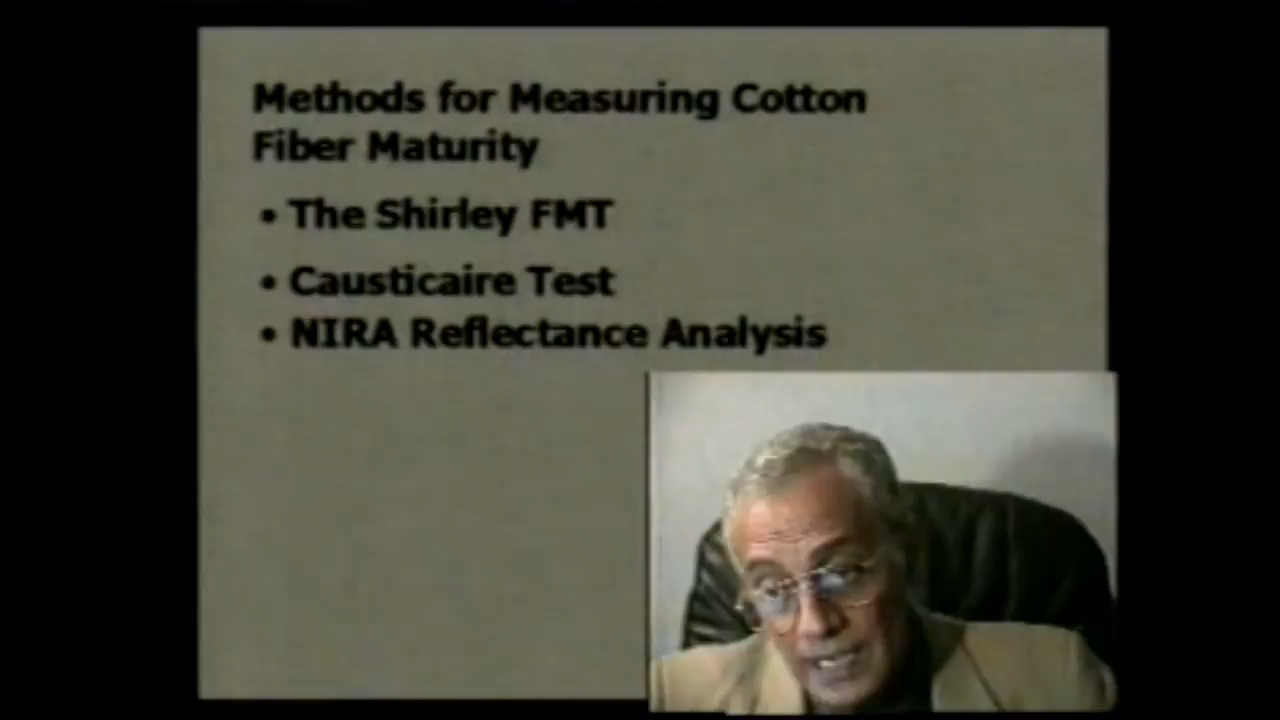 Methods for Measuring Cotton
Fiber Maturity
• The Shirley FMT
• Causticaire Test
• NIRA Reflectance Analysis